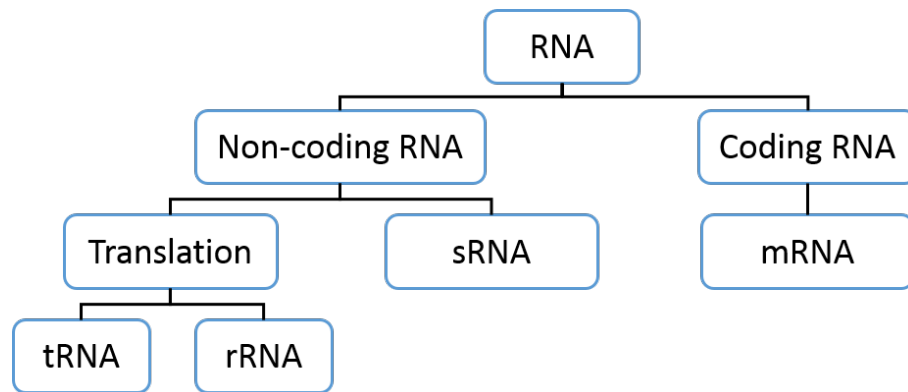 RNA
Non-coding RNA
Coding RNA
Translation
sRNA
mRNA
tRNA
rRNA